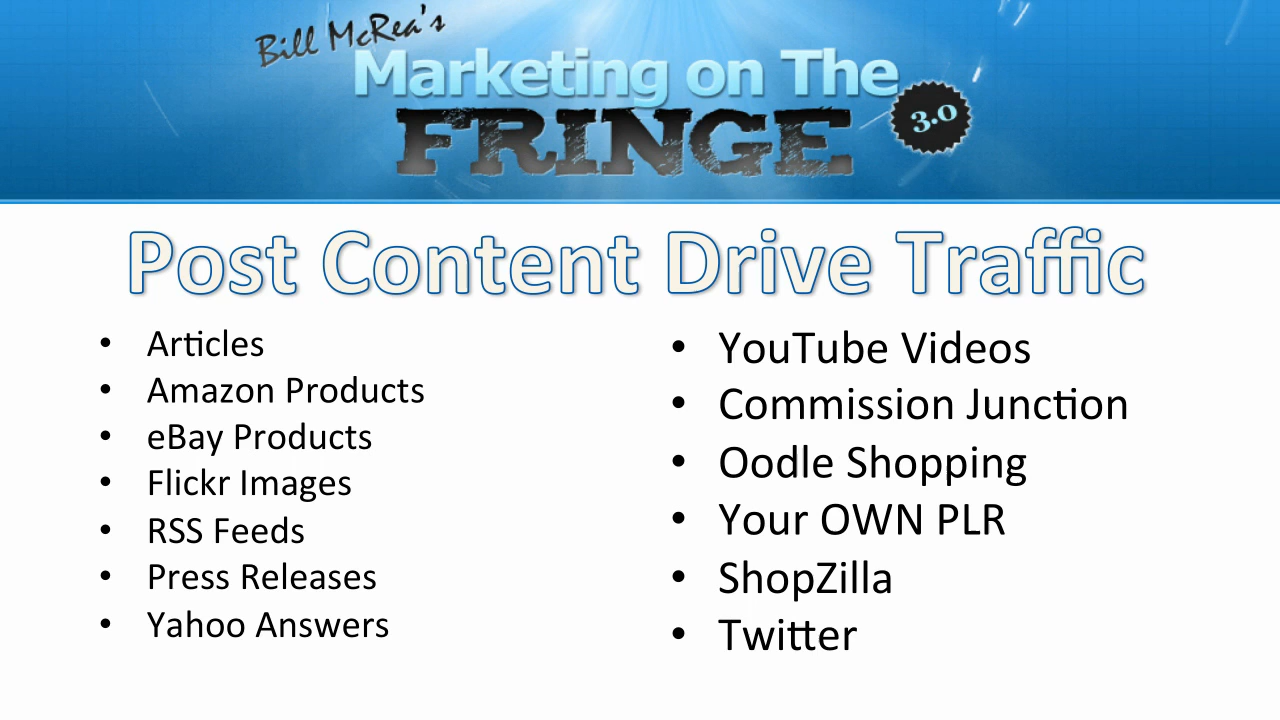 Bill McRea's
Marketing on The
FRINGE
3.0
Post Content Drive Traffic
• Articles
• Amazon Products
• eBay Products
• Flickr Images
• RSS Feeds
• Press Releases
• Yahoo Answers
• YouTube Videos
• Commission Junction
• Oodle Shopping
• Your OWN PLR
• ShopZilla
• Twitter